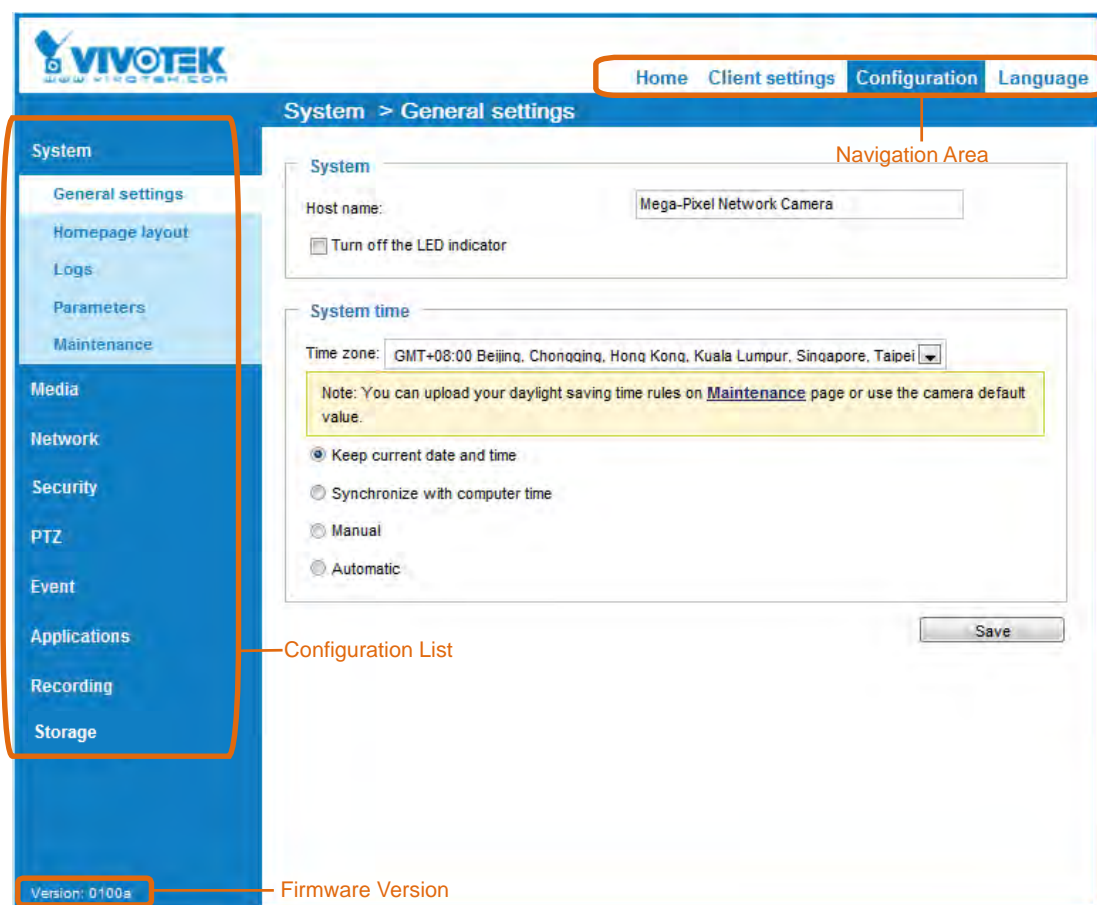 VIVOTEK
WWW.VIVOTEK.COM
Home Client settings Configuration Language
System > General settings
Navigation Area
System
General settings
Homepage layout
Logs
Parameters
Maintenance
Media
Network
Security
PTZ
Event
Applications
Recording
Storage
Version: 0100a
System
Host name: Mega-Pixel Network Camera
Turn off the LED indicator
System time
Time zone: GMT+08:00 Beijing, Chongqing, Hong Kong, Kuala Lumpur, Singapore, Taipei
Note: You can upload your daylight saving time rules on Maintenance page or use the camera default
value.
Keep current date and time
Synchronize with computer time
Manual
Automatic
Save
Configuration List
Firmware Version